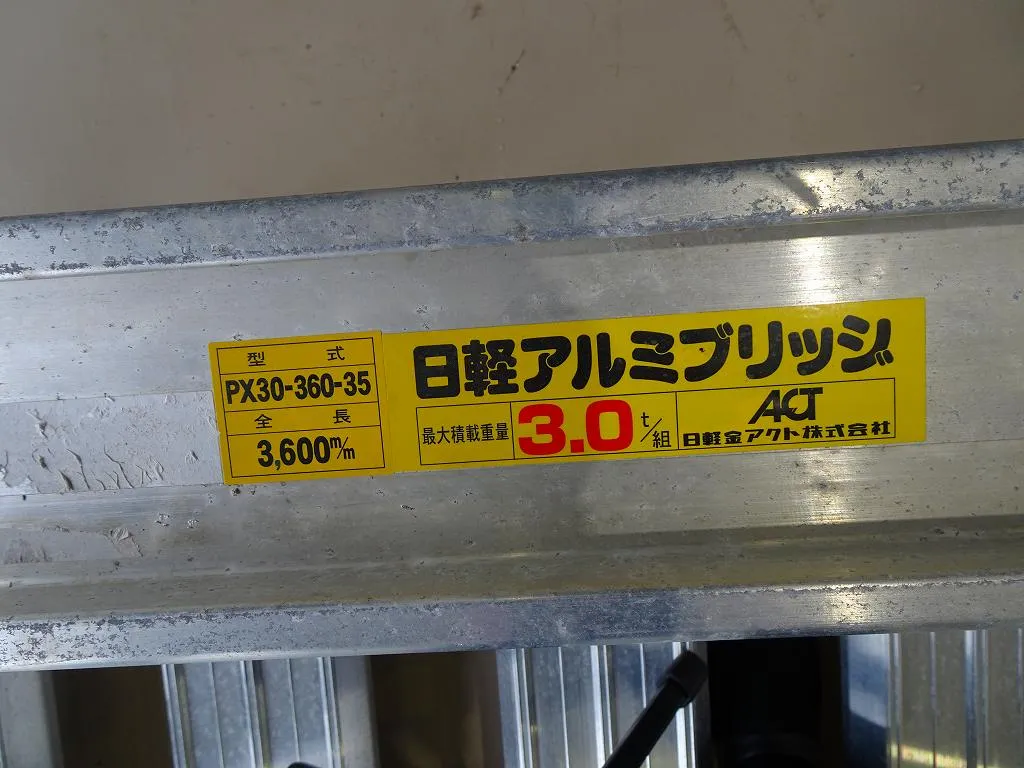 型式
PX30-360-35
全長
3,600m/m
日軽アルミブリッジ
最大積載重量 3.0 t/組
ACT
日軽金アクト株式会社